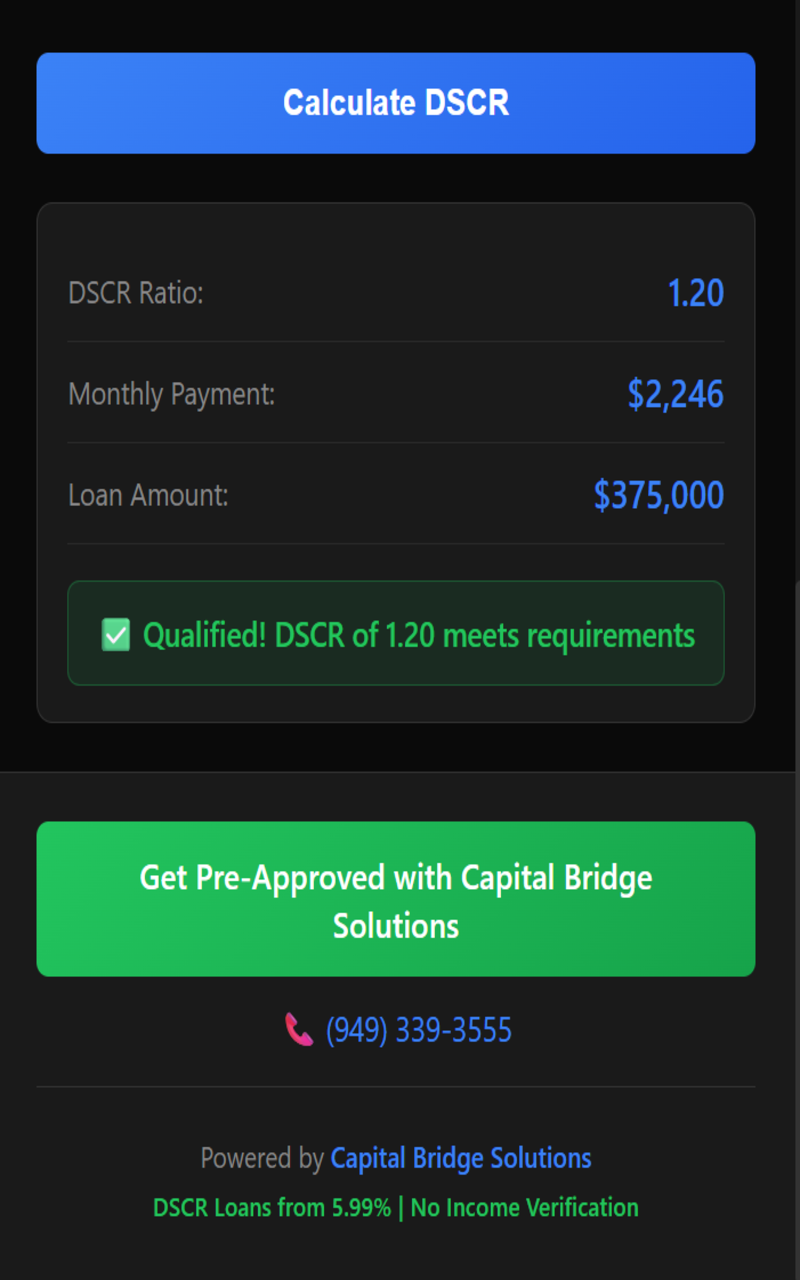 Calculate DSCR
DSCR Ratio: 1.20
Monthly Payment: $2,246
Loan Amount: $375,000
✅ Qualified! DSCR of 1.20 meets requirements
Get Pre-Approved with Capital Bridge
Solutions
📞 (949) 339-3555
Powered by Capital Bridge Solutions
DSCR Loans from 5.99% | No Income Verification